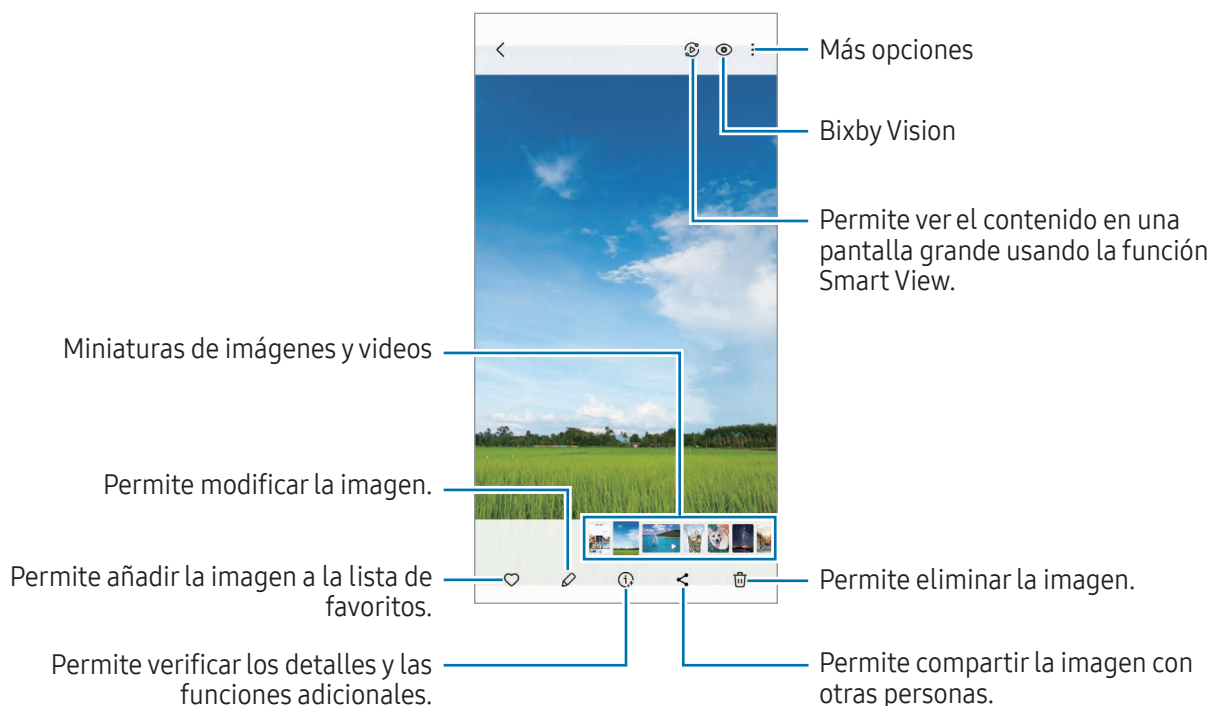 Más opciones
Bixby Vision
Permite ver el contenido en una
pantalla grande usando la función
Smart View.
Miniaturas de imágenes y videos
Permite modificar la imagen.
Permite añadir la imagen a la lista de
favoritos.
Permite eliminar la imagen.
Permite verificar los detalles y las
funciones adicionales.
Permite compartir la imagen con
otras personas.